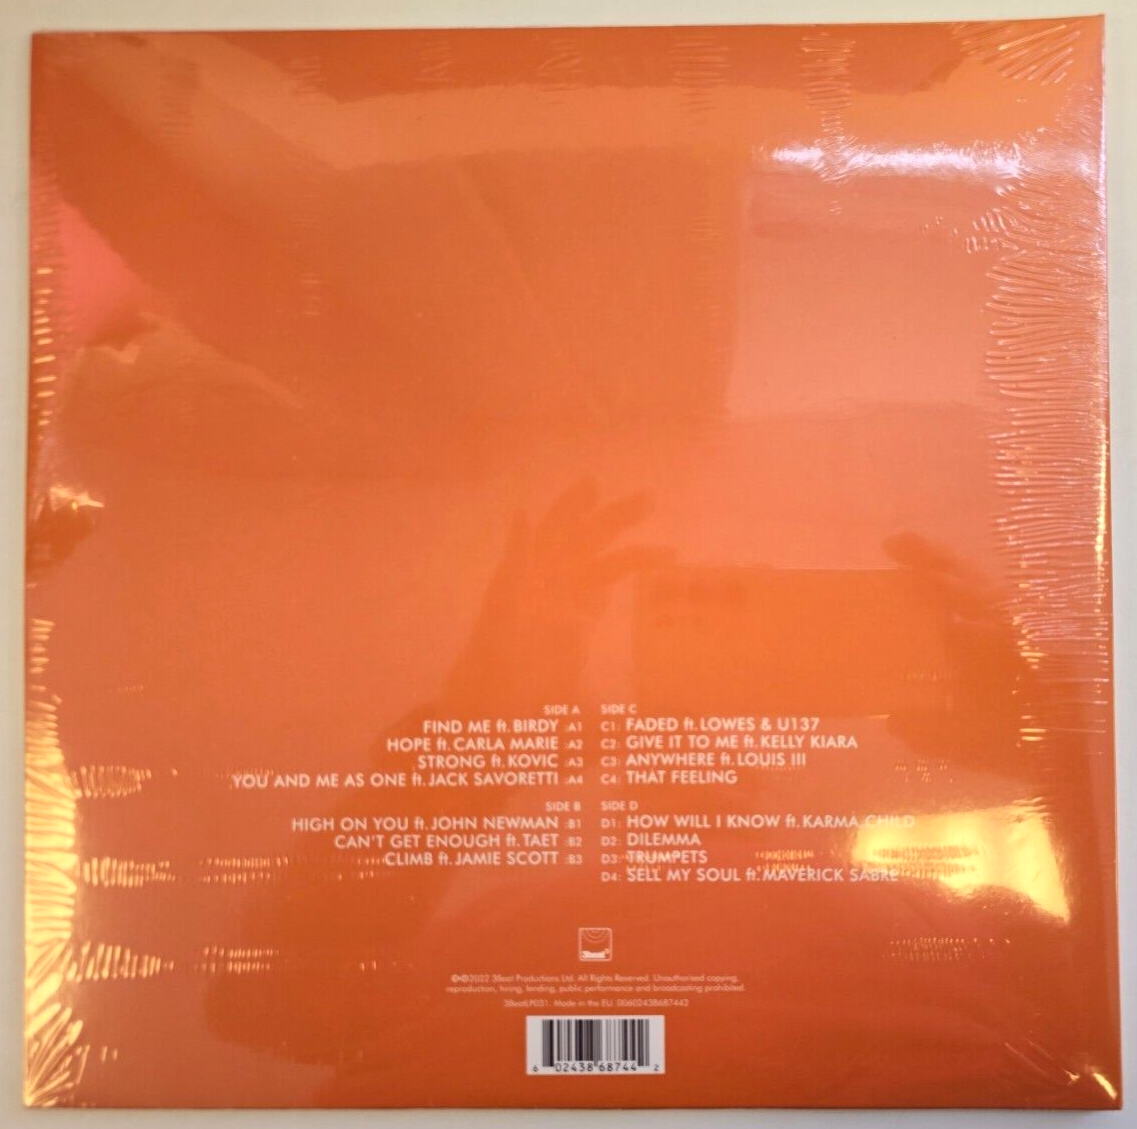 SIDE A
FIND ME ft. BIRDY :A1
HOPE ft. CARLA MARIE :A2
STRONG ft. KOVIC :A3
YOU AND ME AS ONE ft. JACK SAVORETTI :A4
SIDE B
HIGH ON YOU ft. JOHN NEWMAN :B1
CAN'T GET ENOUGH ft. TAET :B2
CLIMB ft. JAMIE SCOTT :B3
SIDE C
C1: FADED ft. LOWES & U137
C2: GIVE IT TO ME ft. KELLY KIARA
C3: ANYWHERE ft. LOUIS III
C4: THAT FEELING
SIDE D
D1: HOW WILL I KNOW ft. KARMA CHILD
D2: DILEMMA
D3: TRUMPETS
D4: SELL MY SOUL ft. MAVERICK SABRE
3beat
℗©2022 3Beat Productions Ltd. All Rights Reserved. Unauthorised copying,
reproduction, hiring, lending, public performance and broadcasting prohibited.
3BeatLP031. Made in the EU. 00602438687442
6 02438 68744 2